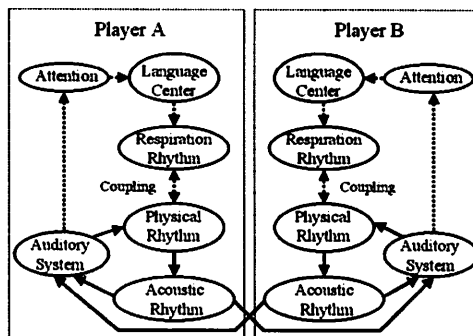 Player A
Attention
Language
Center
Respiration
Rhythm
Coupling
Physical
Rhythm
Auditory
System
Acoustic
Rhythm
Player B
Language
Center
Attention
Respiration
Rhythm
Coupling
Physical
Rhythm
Auditory
System
Acoustic
Rhythm